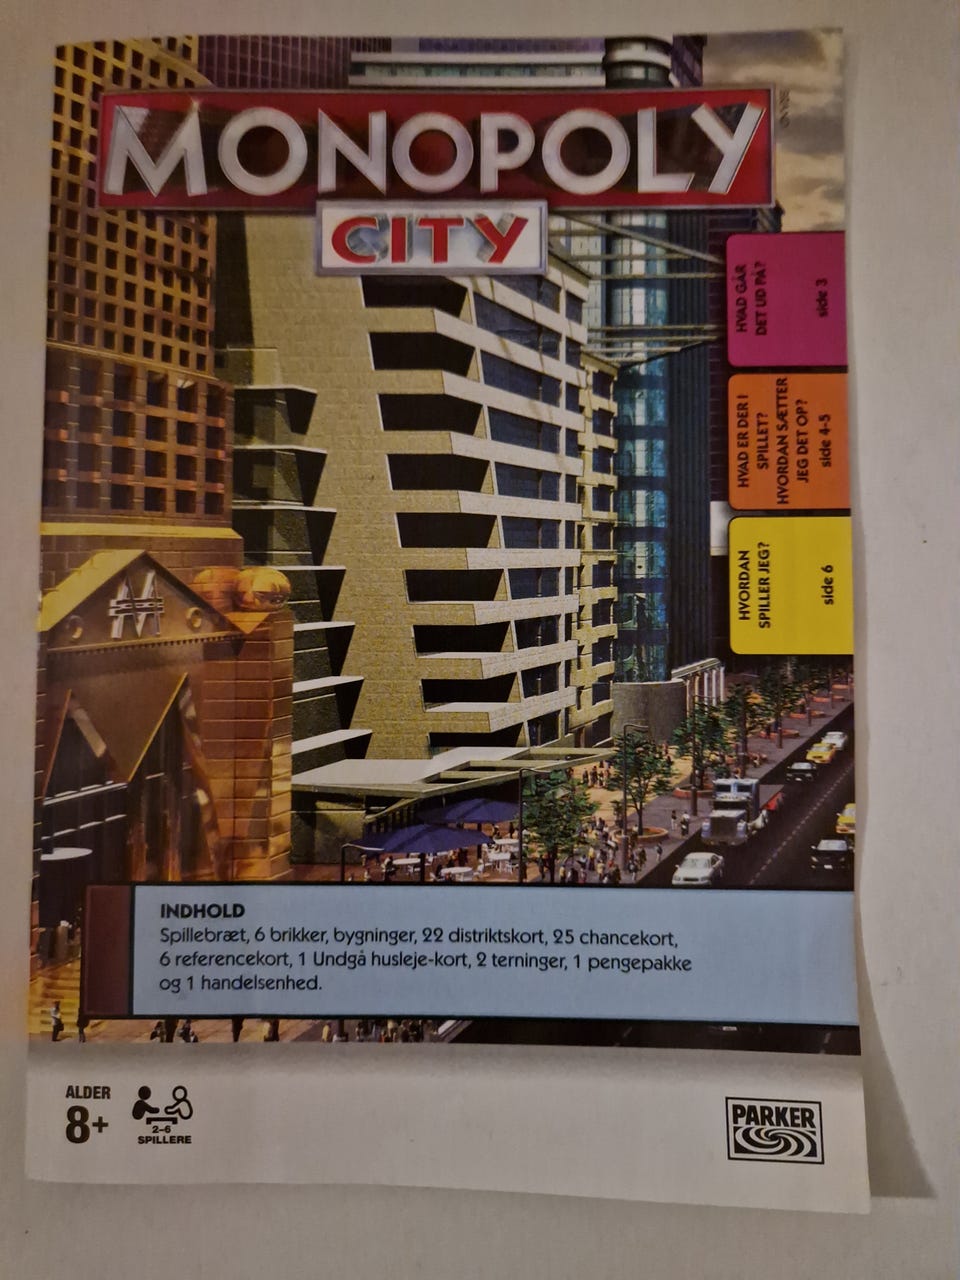 MONOPOLY
CITY
HVAD GÅR
DET UD PÅ?
side 3
HVAD ER DER I
SPILLET?
HVORDAN SÆTTER
JEG DET OP?
side 4-5
HVORDAN
SPILLER JEG?
side 6
INDHOLD
Spillebræt, 6 brikker, bygninger, 22 distriktskort, 25 chancekort,
6 referencekort, 1 Undgå husleje-kort, 2 terninger, 1 pengepakke
og 1 handelsenhed.
ALDER
8+
2-6
SPILLERE
PARKER